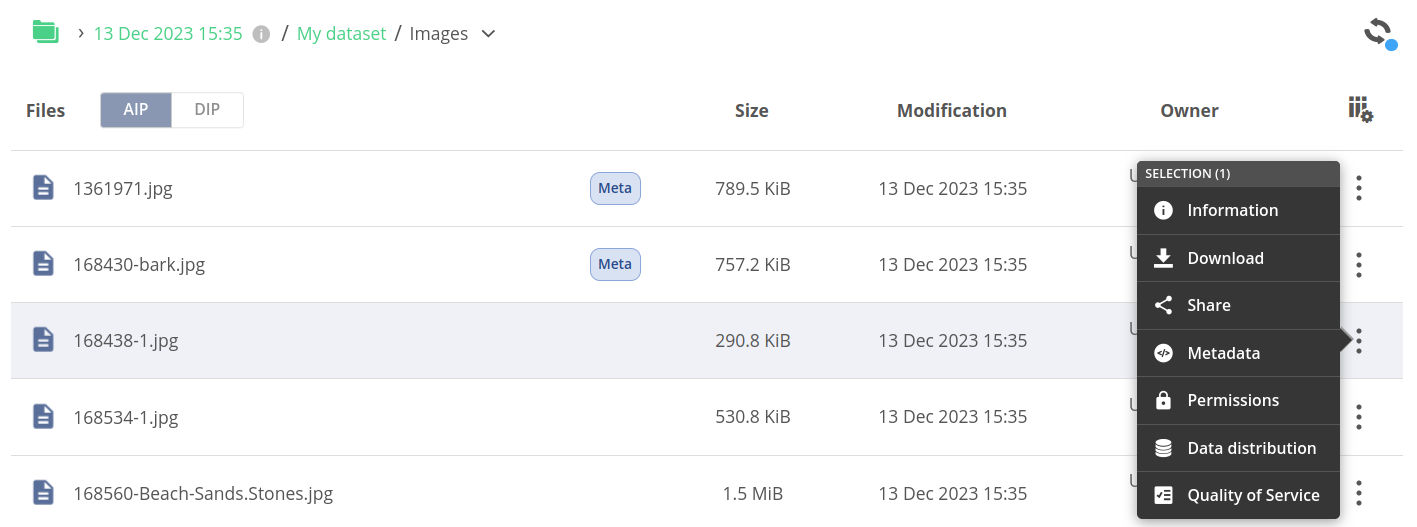 › 13 Dec 2023 15:35 / My dataset / Images
Files AIP DIP Size Modification Owner
1361971.jpg Meta 789.5 KiB 13 Dec 2023 15:35
168430-bark.jpg Meta 757.2 KiB 13 Dec 2023 15:35
168438-1.jpg 290.8 KiB 13 Dec 2023 15:35
168534-1.jpg 530.8 KiB 13 Dec 2023 15:35
168560-Beach-Sands.Stones.jpg 1.5 MiB 13 Dec 2023 15:35
SELECTION (1)
Information
Download
Share
Metadata
Permissions
Data distribution
Quality of Service